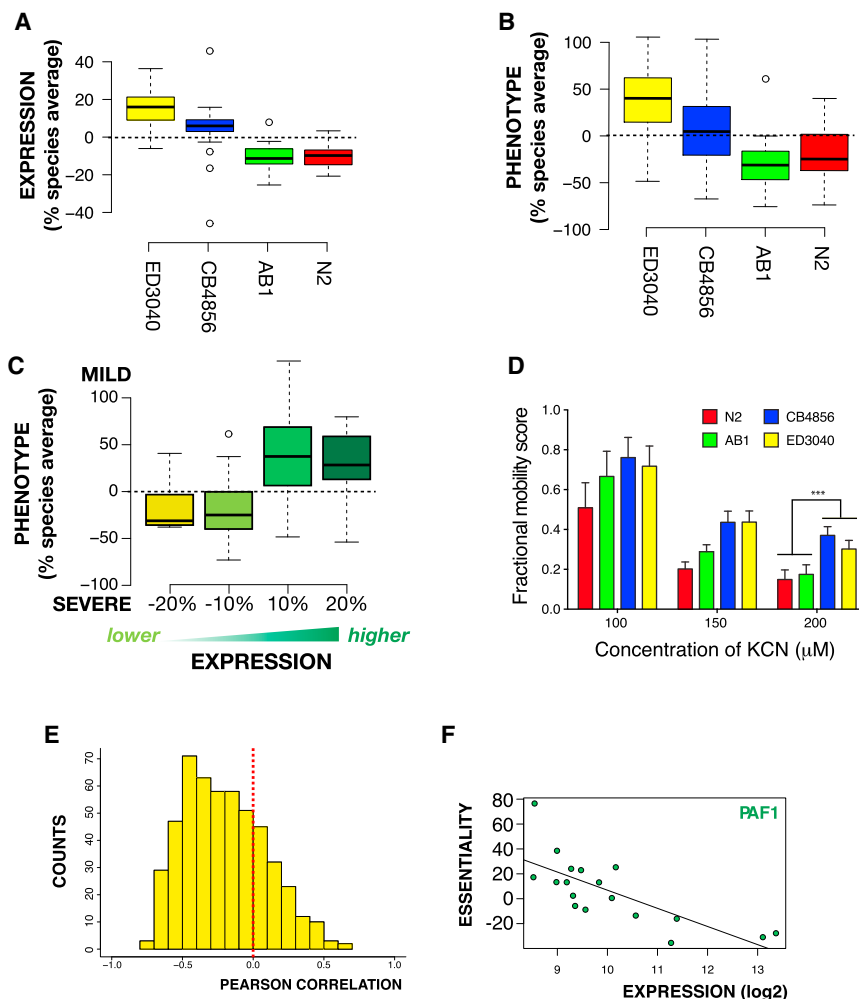 A
EXPRESSION
(% species average)
40
20
0
−20
−40
ED3040
CB4856
AB1
N2
B
PHENOTYPE
(% species average)
100
50
0
−50
−100
ED3040
CB4856
AB1
N2
C
MILD
PHENOTYPE
(% species average)
100
50
0
−50
−100
SEVERE
-20% -10% 10% 20%
lower higher
EXPRESSION
D
Fractional mobility score
1.0
0.8
0.6
0.4
0.2
0.0
N2 CB4856
AB1 ED3040
***
100 150 200
Concentration of KCN (μM)
E
COUNTS
70
60
50
40
30
20
10
0
−1.0 −0.5 0.0 0.5 1.0
PEARSON CORRELATION
F
ESSENTIALITY
80
60
40
20
0
-20
PAF1
9 10 11 12 13
EXPRESSION (log2)